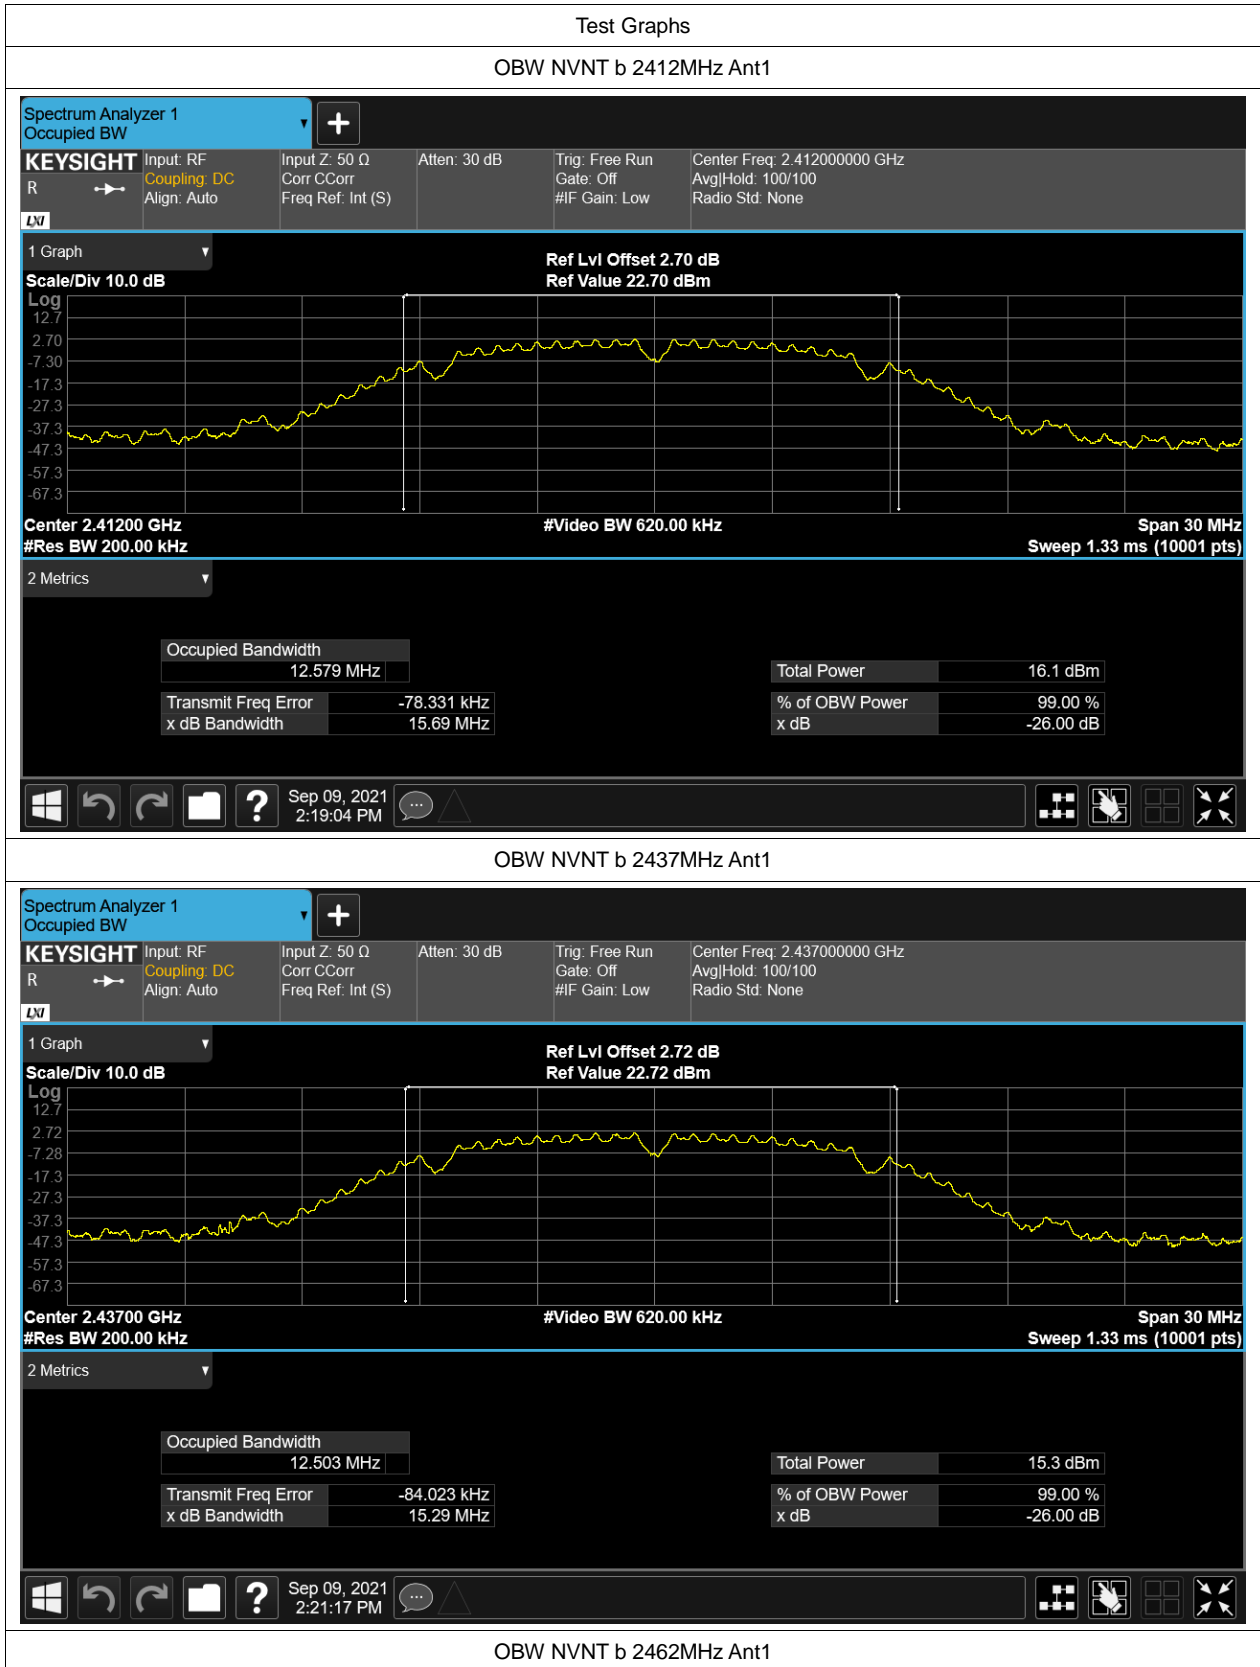 Test Graphs
OBW NVNT b 2412MHz Ant1
Spectrum Analyzer 1
Occupied BW
KEYSIGHT
R
LXI
Input: RF
Coupling: DC
Align: Auto
Input Z: 50 Ω
Corr CCorr
Freq Ref: Int (S)
Atten: 30 dB
Trig: Free Run
Gate: Off
#IF Gain: Low
Center Freq: 2.412000000 GHz
Avg|Hold: 100/100
Radio Std: None
1 Graph
Ref Lvl Offset 2.70 dB
Scale/Div 10.0 dB
Ref Value 22.70 dBm
Log
12.7
2.70
-7.30
-17.3
-27.3
-37.3
-47.3
-57.3
-67.3
Center 2.41200 GHz
#Video BW 620.00 kHz
Span 30 MHz
#Res BW 200.00 kHz
Sweep 1.33 ms (10001 pts)
2 Metrics
Occupied Bandwidth
12.579 MHz
Total Power 16.1 dBm
Transmit Freq Error -78.331 kHz
% of OBW Power 99.00 %
x dB Bandwidth 15.69 MHz
x dB -26.00 dB
?
Sep 09, 2021
2:19:04 PM
OBW NVNT b 2437MHz Ant1
Spectrum Analyzer 1
Occupied BW
KEYSIGHT
R
LXI
Input: RF
Coupling: DC
Align: Auto
Input Z: 50 Ω
Corr CCorr
Freq Ref: Int (S)
Atten: 30 dB
Trig: Free Run
Gate: Off
#IF Gain: Low
Center Freq: 2.437000000 GHz
Avg|Hold: 100/100
Radio Std: None
1 Graph
Ref Lvl Offset 2.72 dB
Scale/Div 10.0 dB
Ref Value 22.72 dBm
Log
12.7
2.72
-7.28
-17.3
-27.3
-37.3
-47.3
-57.3
-67.3
Center 2.43700 GHz
#Video BW 620.00 kHz
Span 30 MHz
#Res BW 200.00 kHz
Sweep 1.33 ms (10001 pts)
2 Metrics
Occupied Bandwidth
12.503 MHz
Total Power 15.3 dBm
Transmit Freq Error -84.023 kHz
% of OBW Power 99.00 %
x dB Bandwidth 15.29 MHz
x dB -26.00 dB
?
Sep 09, 2021
2:21:17 PM
OBW NVNT b 2462MHz Ant1